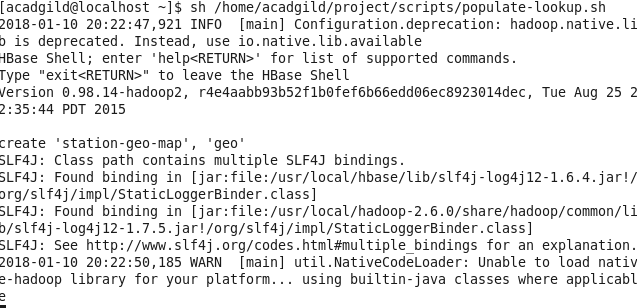 [acadgild@localhost ~]$ sh /home/acadgild/project/scripts/populate-lookup.sh
2018-01-10 20:22:47,921 INFO  [main] Configuration.deprecation: hadoop.native.li
b is deprecated. Instead, use io.native.lib.available
HBase Shell; enter 'help<RETURN>' for list of supported commands.
Type "exit<RETURN>" to leave the HBase Shell
Version 0.98.14-hadoop2, r4e4aabb93b52f1b0fef6b66edd06ec8923014dec, Tue Aug 25 2
2:35:44 PDT 2015

create 'station-geo-map', 'geo'
SLF4J: Class path contains multiple SLF4J bindings.
SLF4J: Found binding in [jar:file:/usr/local/hbase/lib/slf4j-log4j12-1.6.4.jar!/
org/slf4j/impl/StaticLoggerBinder.class]
SLF4J: Found binding in [jar:file:/usr/local/hadoop-2.6.0/share/hadoop/common/li
b/slf4j-log4j12-1.7.5.jar!/org/slf4j/impl/StaticLoggerBinder.class]
SLF4J: See http://www.slf4j.org/codes.html#multiple_bindings for an explanation.
2018-01-10 20:22:50,185 WARN  [main] util.NativeCodeLoader: Unable to load nativ
e-hadoop library for your platform... using builtin-java classes where applicabl
e